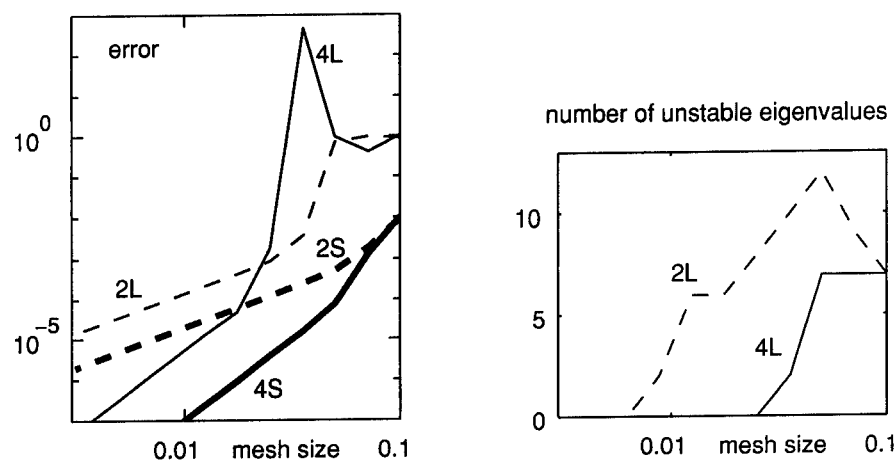 error
4L
10^0
2S
2L
10^-5
4S
0.01 mesh size 0.1
number of unstable eigenvalues
10
2L
5
4L
0
0.01 mesh size 0.1